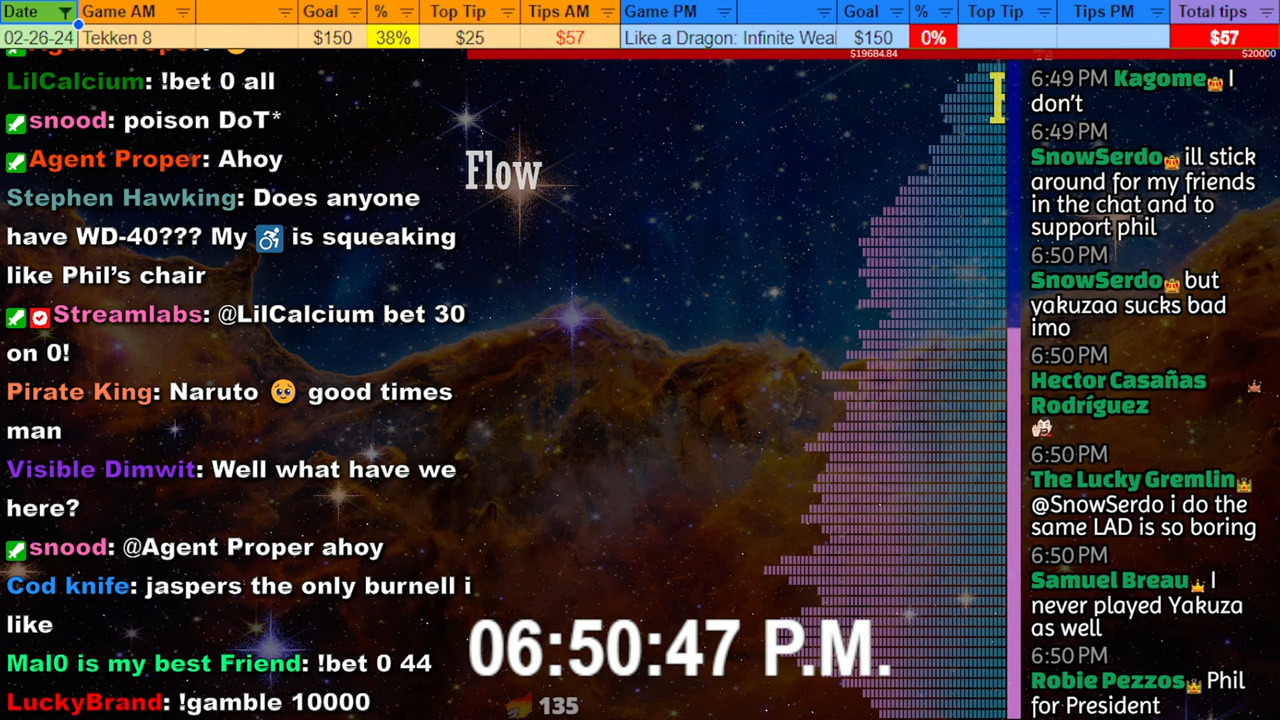 Date Game AM Goal % Top Tip Tips AM Game PM Goal % Top Tip Tips PM Total tips
02-26-24 Tekken 8 $150 38% $25 $57 Like a Dragon: Infinite Weal $150 0% $57
$19684.84 $20000
Agent Proper:
LilCalcium: !bet 0 all
snood: poison DoT*
Agent Proper: Ahoy
Stephen Hawking: Does anyone
have WD-40??? My ♿ is squeaking
like Phil's chair
Streamlabs: @LilCalcium bet 30
on 0!
Pirate King: Naruto 🥺 good times
man
Visible Dimwit: Well what have we
here?
snood: @Agent Proper ahoy
Cod knife: jaspers the only burnell i
like
Mal0 is my best Friend: !bet 0 44
LuckyBrand: !gamble 10000
Flow
06:50:47 P.M.
135
6:49 PM Kagome I
don't
6:49 PM
SnowSerdo ill stick
around for my friends
in the chat and to
support phil
6:50 PM
SnowSerdo but
yakuzaa sucks bad
imo
6:50 PM
Hector Casañas
Rodríguez
6:50 PM
The Lucky Gremlin
@SnowSerdo i do the
same LAD is so boring
6:50 PM
Samuel Breau I
never played Yakuza
as well
6:50 PM
Robie Pezzos Phil
for President